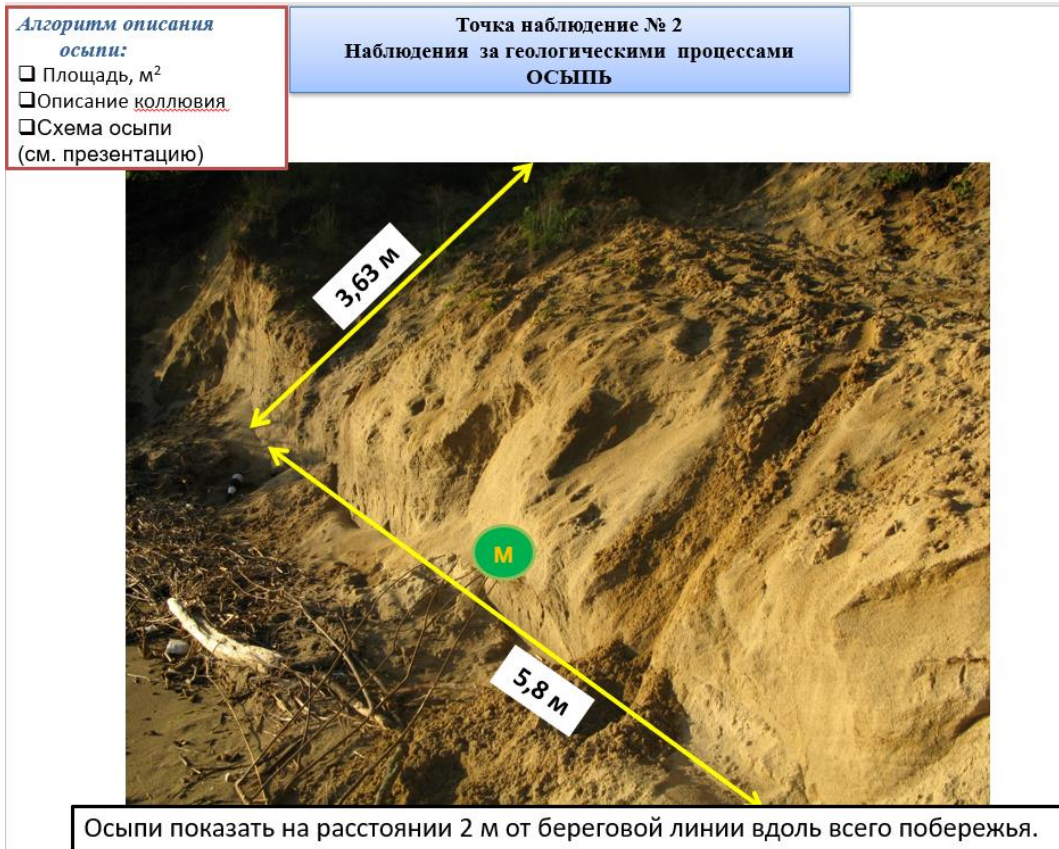 Алгоритм описания
осыпи:
Площадь, м²
Описание коллювия
Схема осыпи
(см. презентацию)
Точка наблюдение № 2
Наблюдения за геологическими процессами
ОСЫПЬ
3,63 м
М
5,8 м
Осыпи показать на расстоянии 2 м от береговой линии вдоль всего побережья.